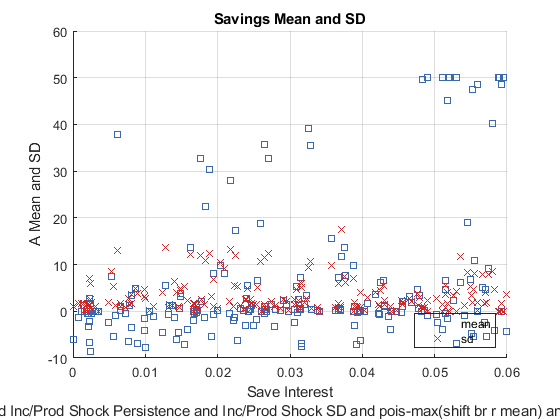 Savings Mean and SD
60
50
40
30
20
10
0
-10
A Mean and SD
mean
sd
0
0.01
0.02
0.03
0.04
0.05
0.06
Save Interest
d Inc/Prod Shock Persistence and Inc/Prod Shock SD and pois-max(shift br r mean) an